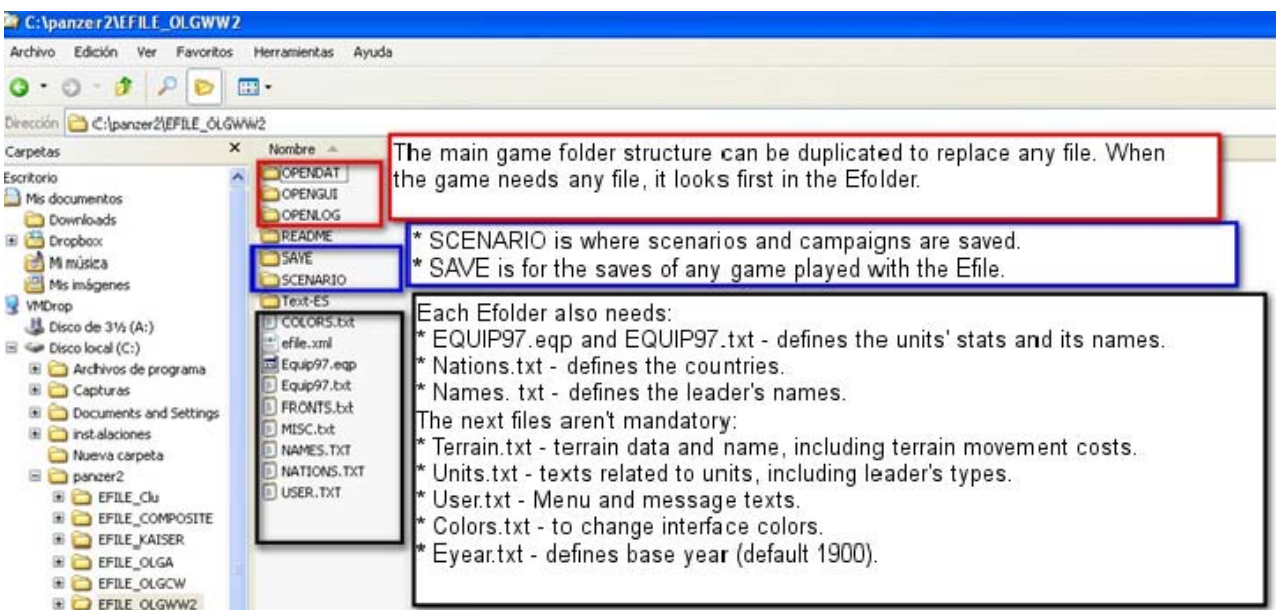 C:\panzer2\EFILE_OLGWW2
Archivo Edición Ver Favoritos Herramientas Ayuda
Dirección C:\panzer2\EFILE_OLGWW2
Carpetas X
Escritorio
Mis documentos
Downloads
Dropbox
Mi música
Mis imágenes
VMDrop
Disco de 3½ (A:)
Disco local (C:)
Archivos de programa
Capturas
Documents and Settings
instalaciones
Nueva carpeta
panzer2
EFILE_Clu
EFILE_COMPOSITE
EFILE_KAISER
EFILE_OLGA
EFILE_OLGCW
EFILE_OLGWW2
Nombre
OPENDAT
OPENGUI
OPENLOG
README
SAVE
SCENARIO
Text-ES
COLORS.txt
efile.xml
Equip97.eqp
Equip97.txt
FRONTS.txt
MISC.txt
NAMES.TXT
NATIONS.TXT
USER.TXT
The main game folder structure can be duplicated to replace any file. When
the game needs any file, it looks first in the Efolder.
* SCENARIO is where scenarios and campaigns are saved.
* SAVE is for the saves of any game played with the Efile.
Each Efolder also needs:
* EQUIP97.eqp and EQUIP97.txt - defines the units' stats and its names.
* Nations.txt - defines the countries.
* Names. txt - defines the leader's names.
The next files aren't mandatory:
* Terrain.txt - terrain data and name, including terrain movement costs.
* Units.txt - texts related to units, including leader's types.
* User.txt - Menu and message texts.
* Colors.txt - to change interface colors.
* Eyear.txt - defines base year (default 1900).